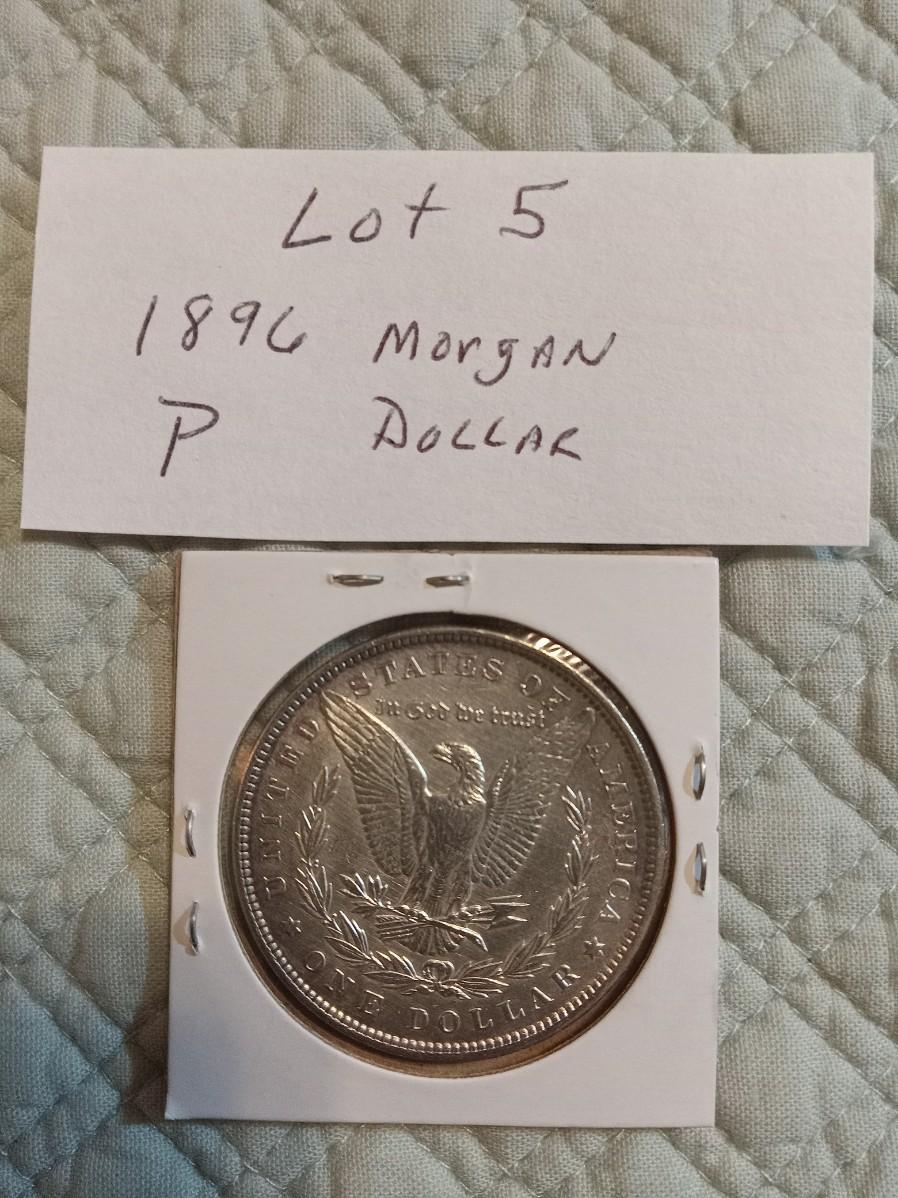 Lot 5
1896 Morgan
P Dollar
UNITED STATES OF AMERICA
In God we trust
ONE DOLLAR